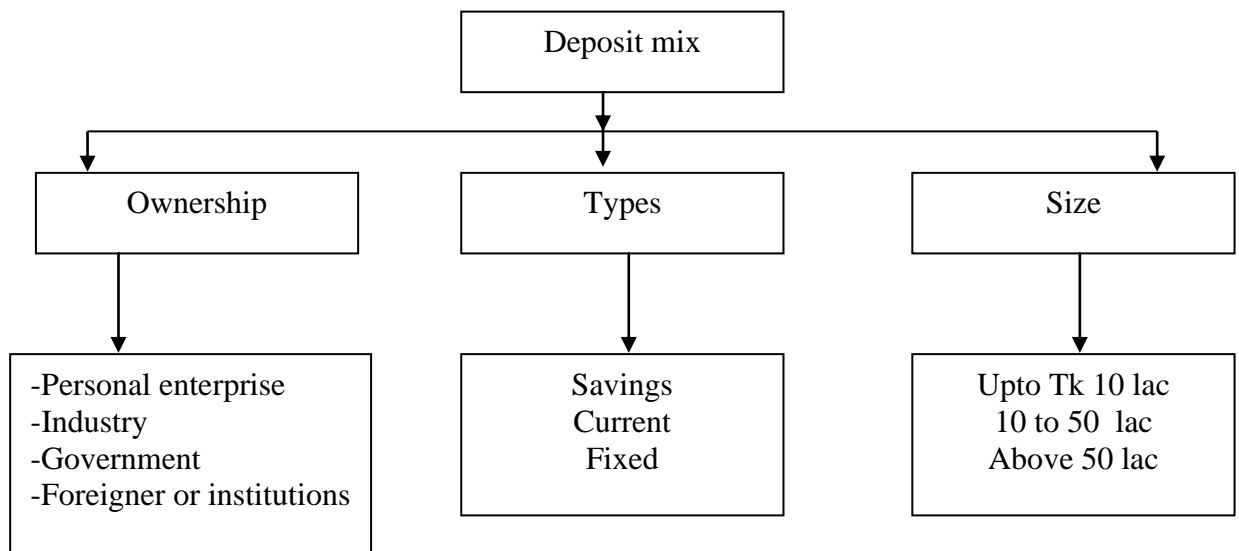 Deposit mix
Ownership
Types
Size
-Personal enterprise
-Industry
-Government
-Foreigner or institutions
Savings
Current
Fixed
Upto Tk 10 lac
10 to 50 lac
Above 50 lac